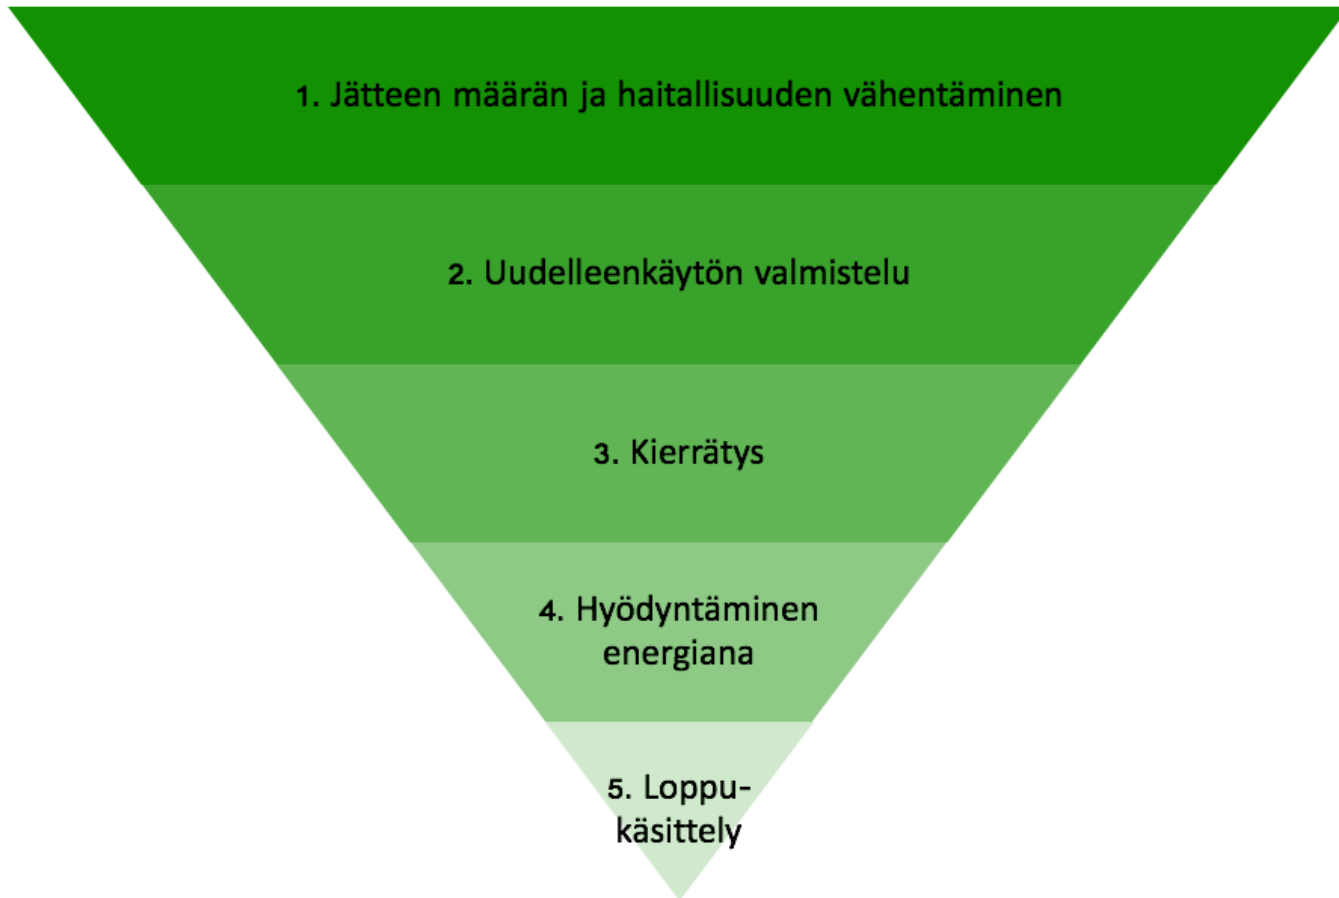 1. Jätteen määrän ja haitallisuuden vähentäminen
2. Uudelleenkäytön valmistelu
3. Kierrätys
4. Hyödyntäminen
energiana
5. Loppu-
käsittely